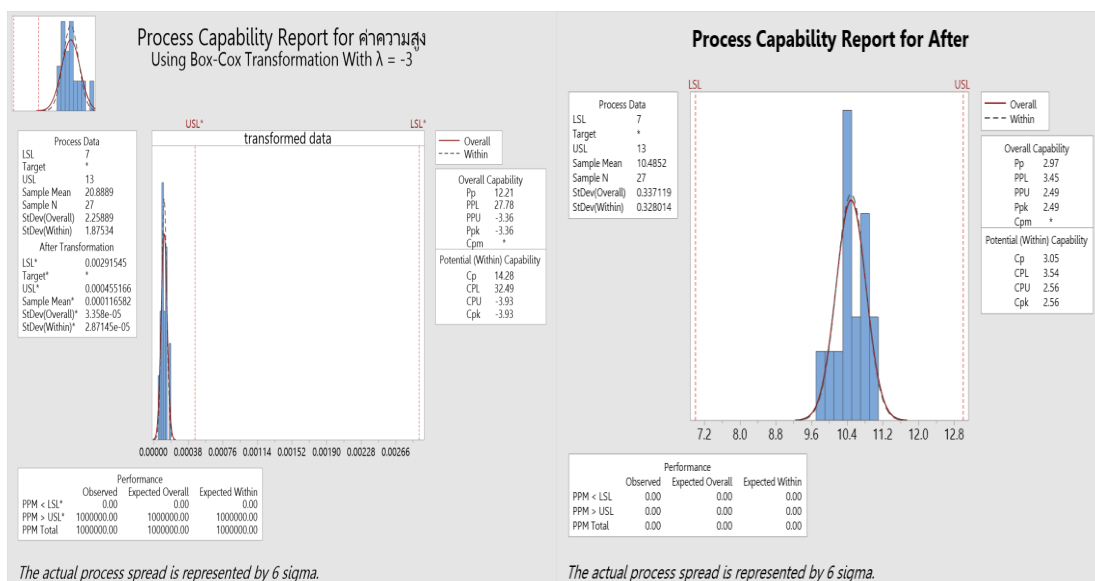 Process Capability Report for ค่าความสูง
Using Box-Cox Transformation With λ = -3
USL*
LSL*
transformed data
Process Data
LSL 7
Target *
USL 13
Sample Mean 20.8889
Sample N 27
StDev(Overall) 2.25889
StDev(Within) 1.87534
After Transformation
LSL* 0.00291545
Target* *
USL* 0.000455166
Sample Mean* 0.000116582
StDev(Overall)* 3.358e-05
StDev(Within)* 2.87145e-05
Overall
Within
Overall Capability
Pp 12.21
PPL 27.78
PPU -3.36
Ppk -3.36
Cpm *
Potential (Within) Capability
Cp 14.28
CPL 32.49
CPU -3.93
Cpk -3.93
0.00000 0.00038 0.00076 0.00114 0.00152 0.00190 0.00228 0.00266
Performance
Observed Expected Overall Expected Within
PPM < LSL* 0.00 0.00 0.00
PPM > USL* 1000000.00 1000000.00 1000000.00
PPM Total 1000000.00 1000000.00 1000000.00
The actual process spread is represented by 6 sigma.
Process Capability Report for After
LSL
USL
Process Data
LSL 7
Target *
USL 13
Sample Mean 10.4852
Sample N 27
StDev(Overall) 0.337119
StDev(Within) 0.328014
Overall
Within
Overall Capability
Pp 2.97
PPL 3.45
PPU 2.49
Ppk 2.49
Cpm *
Potential (Within) Capability
Cp 3.05
CPL 3.54
CPU 2.56
Cpk 2.56
7.2 8.0 8.8 9.6 10.4 11.2 12.0 12.8
Performance
Observed Expected Overall Expected Within
PPM < LSL 0.00 0.00 0.00
PPM > USL 0.00 0.00 0.00
PPM Total 0.00 0.00 0.00
The actual process spread is represented by 6 sigma.